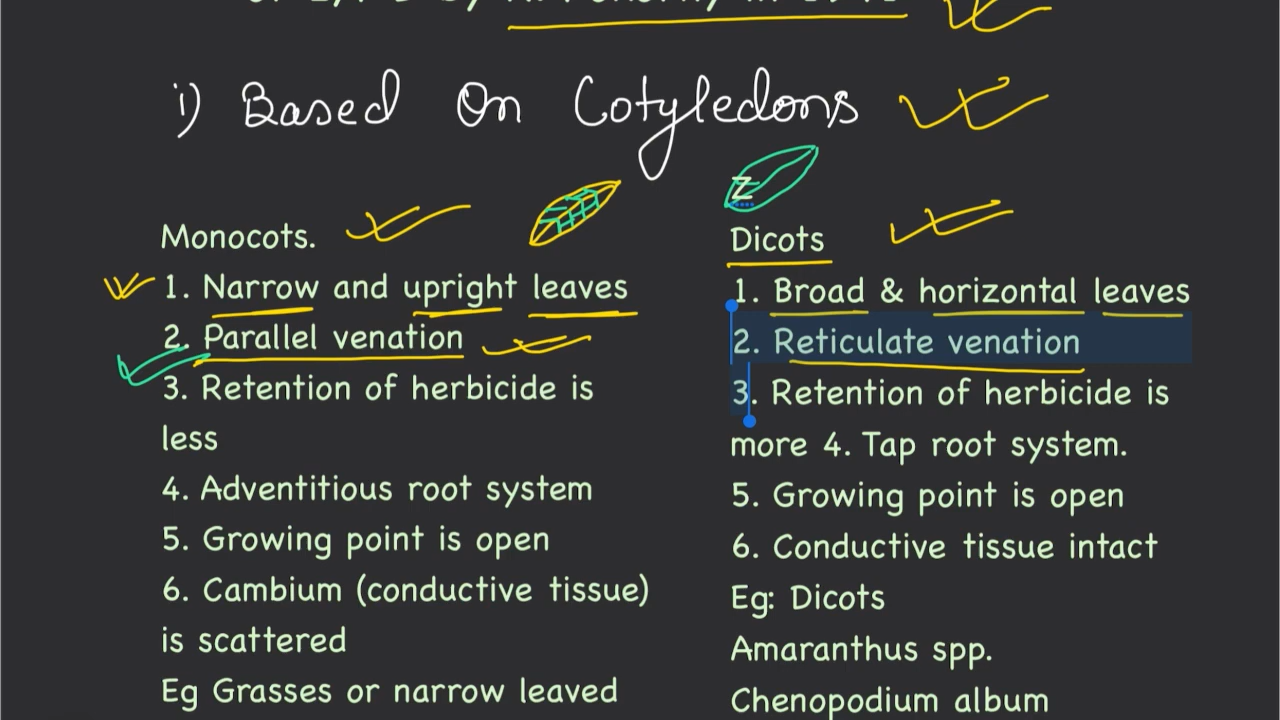 i) Based On Cotyledons
Z
Monocots.
1. Narrow and upright leaves
2. Parallel venation
3. Retention of herbicide is
less
4. Adventitious root system
5. Growing point is open
6. Cambium (conductive tissue)
is scattered
Eg Grasses or narrow leaved
Dicots
1. Broad & horizontal leaves
2. Reticulate venation
3. Retention of herbicide is
more 4. Tap root system.
5. Growing point is open
6. Conductive tissue intact
Eg: Dicots
Amaranthus spp.
Chenopodium album